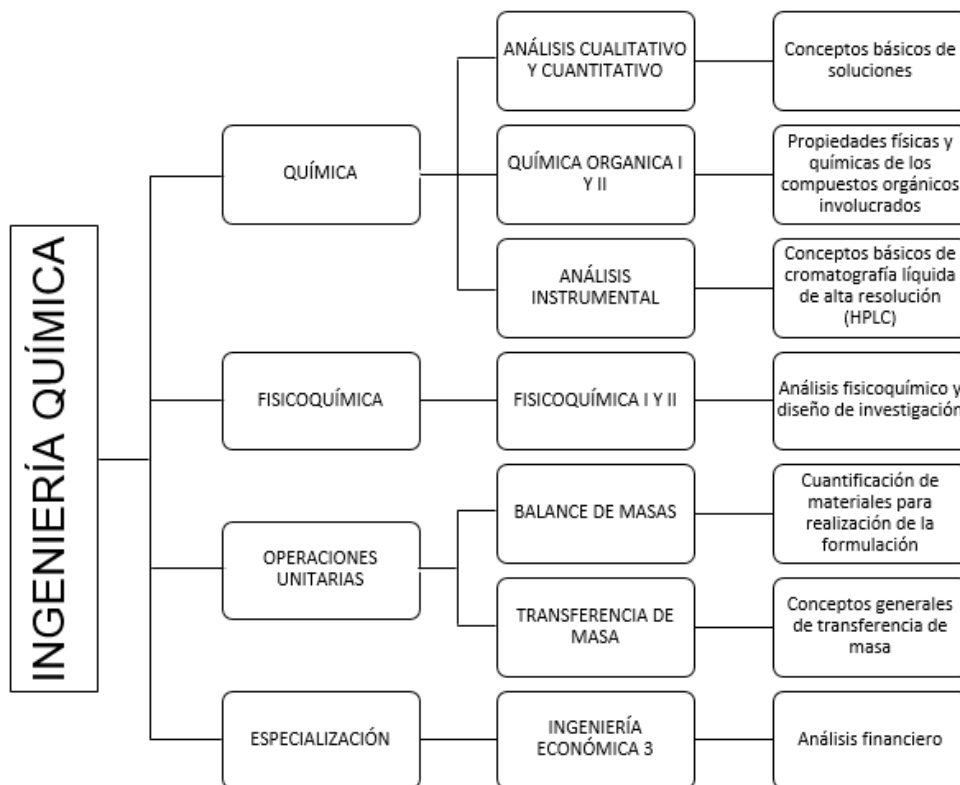 INGENIERÍA QUÍMICA
QUÍMICA
ANÁLISIS CUALITATIVO
Y CUANTITATIVO
Conceptos básicos de
soluciones
QUÍMICA ORGANICA I
Y II
Propiedades físicas y
químicas de los
compuestos orgánicos
involucrados
ANÁLISIS
INSTRUMENTAL
Conceptos básicos de
cromatografía líquida
de alta resolución
(HPLC)
FISICOQUÍMICA
FISICOQUÍMICA I Y II
Análisis fisicoquímico y
diseño de investigación
OPERACIONES
UNITARIAS
BALANCE DE MASAS
Cuantificación de
materiales para
realización de la
formulación
TRANSFERENCIA DE
MASA
Conceptos generales
de transferencia de
masa
ESPECIALIZACIÓN
INGENIERÍA
ECONÓMICA 3
Análisis financiero